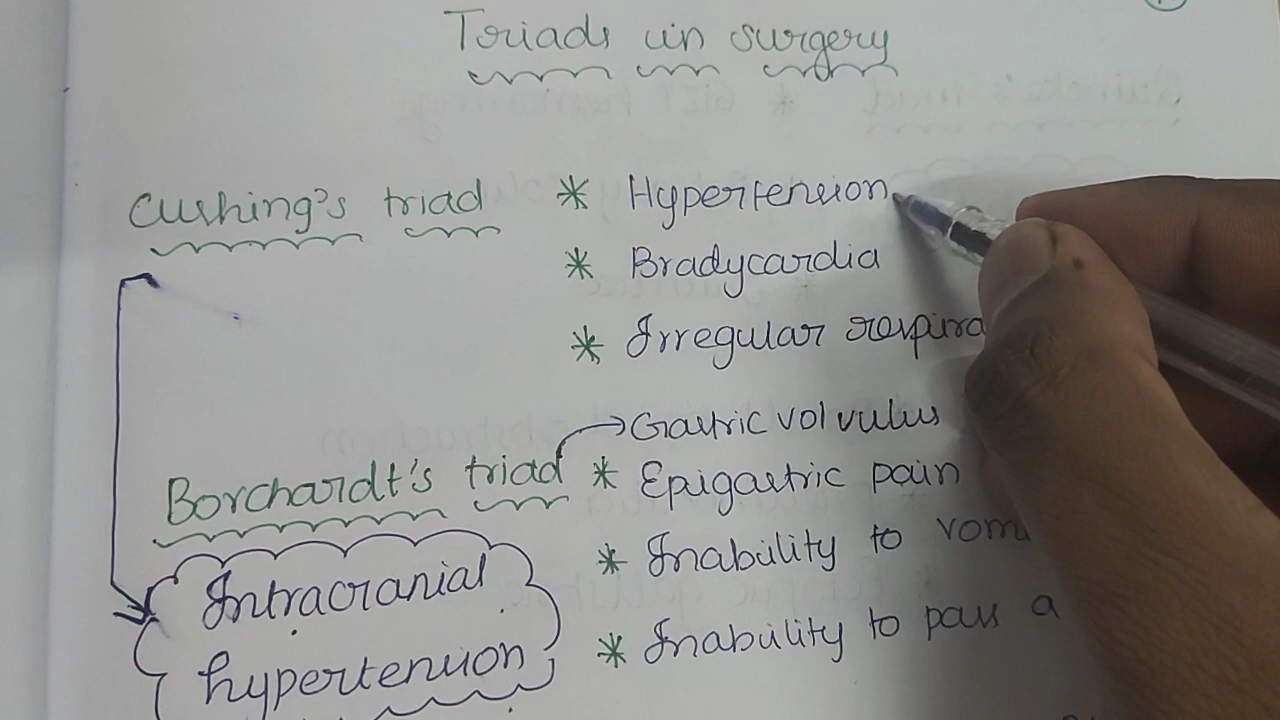 Triads in surgery
Cushing's triad * Hypertension
* Bradycardia
* Irregular respira
→ Gastric volvulus
Borchardt's triad * Epigastric pain
* Inability to vom
* Inability to pass a
Intracranial
hypertension